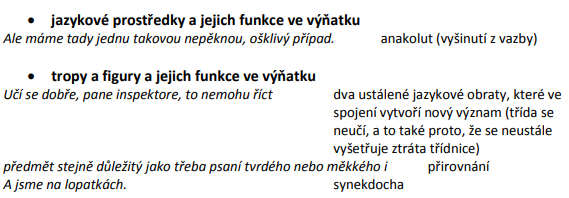 • jazykové prostředky a jejich funkce ve výňatku
Ale máme tady jednu takovou nepěknou, ošklivý případ. anakolut (vyšinutí z vazby)
• tropy a figury a jejich funkce ve výňatku
Učí se dobře, pane inspektore, to nemohu říct dva ustálené jazykové obraty, které ve
spojení vytvoří nový význam (třída se
neučí, a to také proto, že se neustále
vyšetřuje ztráta třídnice)
předmět stejně důležitý jako třeba psaní tvrdého nebo měkkého i přirovnání
A jsme na lopatkách. synekdocha